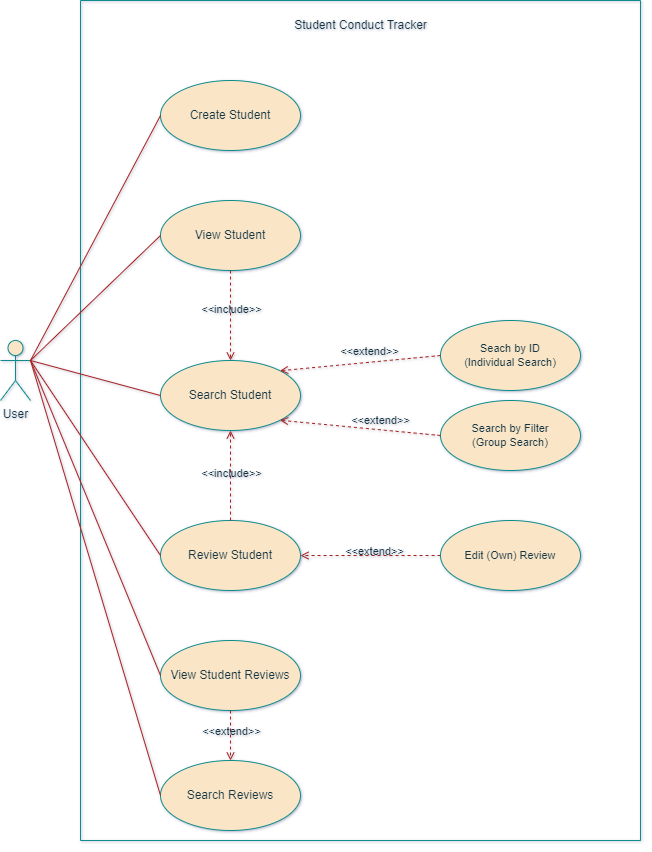 Student Conduct Tracker
Create Student
View Student
<<include>>
Seach by ID
(Individual Search)
<<extend>>
Search Student
User
<<extend>>
Search by Filter
(Group Search)
<<include>>
Review Student
<<extend>>
Edit (Own) Review
View Student Reviews
<<extend>>
Search Reviews